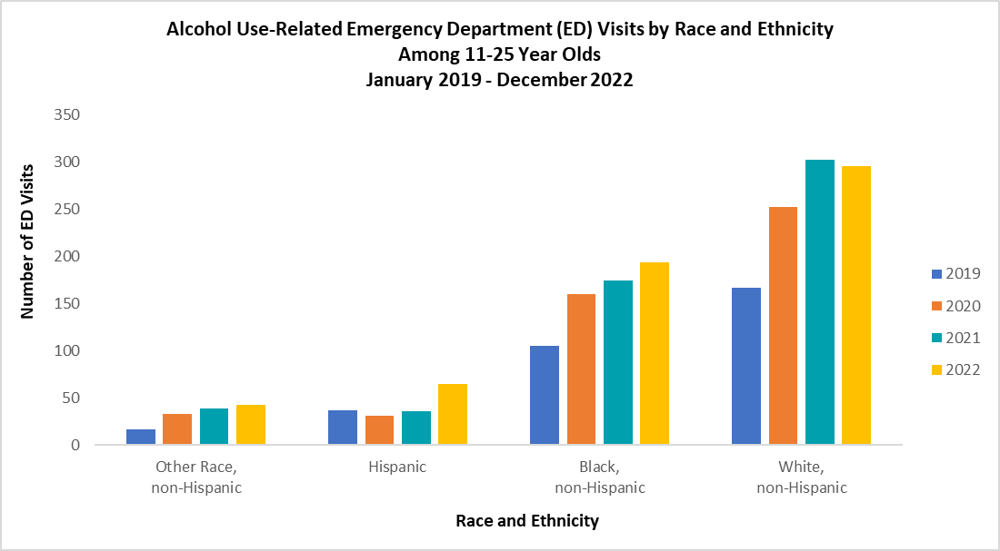 Alcohol Use-Related Emergency Department (ED) Visits by Race and Ethnicity
Among 11-25 Year Olds
January 2019 - December 2022
350
300
250
200
150
100
50
0
Number of ED Visits
Other Race,
non-Hispanic
Hispanic
Black,
non-Hispanic
White,
non-Hispanic
Race and Ethnicity
2019
2020
2021
2022